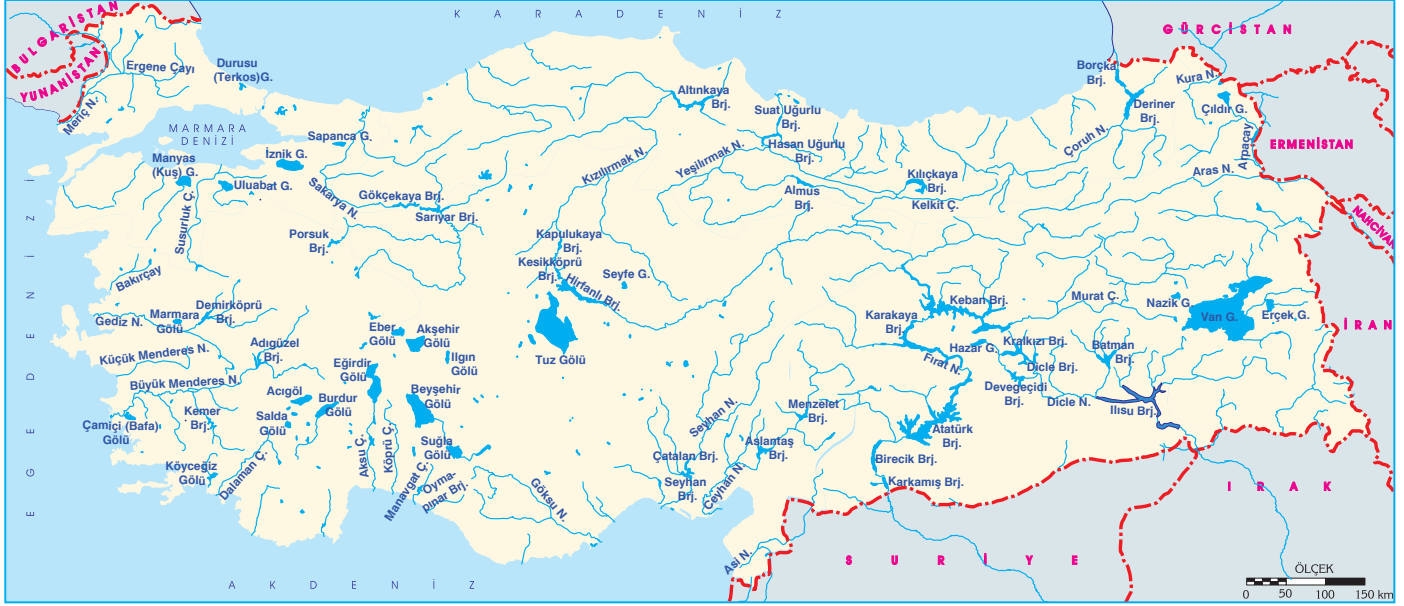 K A R A D E N İ Z
BULGARİSTAN
YUNANİSTAN
GÜRCİSTAN
ERMENİSTAN
NAHCİVAN
İRAN
I R A K
S U R İ Y E
A K D E N İ Z
E G E D E N İ Z İ
MARMARA
DENİZİ
Ergene Çayı
Meriç N.
Durusu
(Terkos)G.
Sapanca G.
İznik G.
Manyas
(Kuş) G.
Uluabat G.
Susurluk Ç.
Sakarya N.
Gökçekaya Brj.
Sarıyar Brj.
Porsuk
Brj.
Altınkaya
Brj.
Suat Uğurlu
Brj.
Hasan Uğurlu
Brj.
Kızılırmak N.
Yeşilırmak N.
Almus
Brj.
Kılıçkaya
Brj.
Kelkit Ç.
Borçka
Brj.
Deriner
Brj.
Kura N.
Çıldır G.
Çoruh N.
Arpaçay
Aras N.
Bakırçay
Gediz N.
Marmara
Gölü
Demirköprü
Brj.
Küçük Menderes N.
Büyük Menderes N.
Adıgüzel
Brj.
Çamiçi (Bafa)
Gölü
Kemer
Brj.
Köyceğiz
Gölü
Dalaman Ç.
Acıgöl
Salda
Gölü
Burdur
Gölü
Eğirdir
Gölü
Eber
Gölü
Akşehir
Gölü
Ilgın
Gölü
Beyşehir
Gölü
Suğla
Gölü
Aksu Ç.
Köprü Ç.
Manavgat Ç.
Oyma-
pınar Brj.
Göksu N.
Kapulukaya
Brj.
Kesikköprü
Brj.
Hirfanlı Brj.
Seyfe G.
Tuz Gölü
Seyhan N.
Çatalan Brj.
Seyhan
Brj.
Ceyhan N.
Aslantaş
Brj.
Menzelet
Brj.
Asi N.
Keban Brj.
Karakaya
Brj.
Hazar G.
Fırat N.
Kralkızı Brj.
Dicle Brj.
Devegeçidi
Brj.
Dicle N.
Batman
Brj.
Ilısu Brj.
Atatürk
Brj.
Birecik Brj.
Karkamış Brj.
Murat Ç.
Nazik G.
Van G.
Erçek G.
ÖLÇEK
0 50 100 150 km